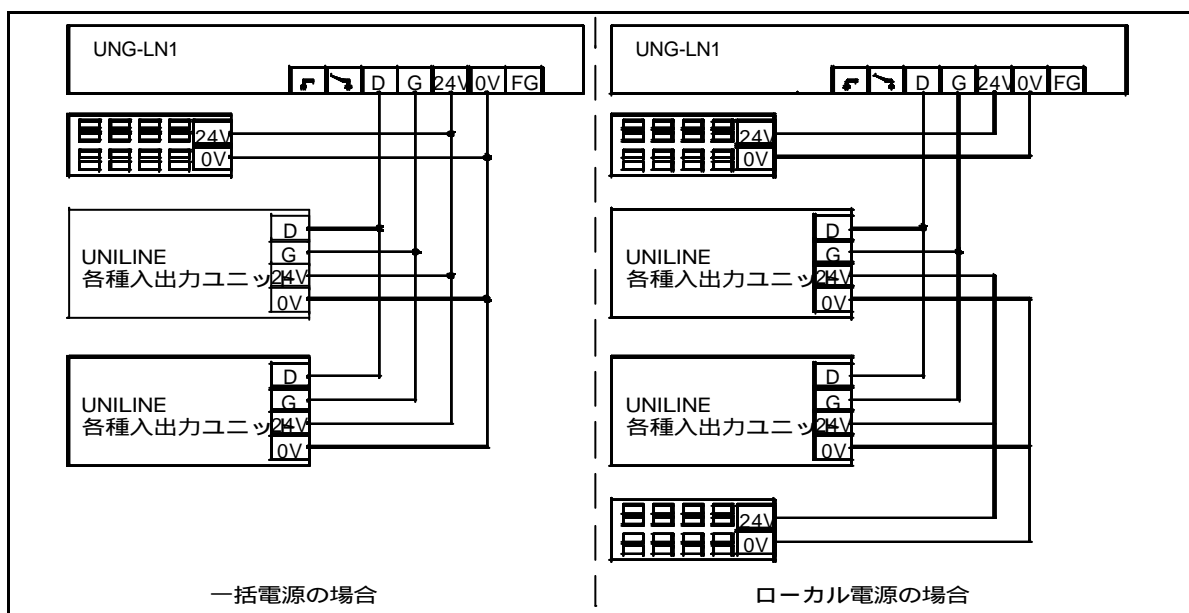 UNG-LN1
D G 24V 0V FG
24V
0V
D
UNILINE
G
各種入出力ユニット
24V
0V
D
UNILINE
G
各種入出力ユニット
24V
0V
一括電源の場合
UNG-LN1
D G 24V 0V FG
24V
0V
D
UNILINE
G
各種入出力ユニット
24V
0V
D
UNILINE
G
各種入出力ユニット
24V
0V
24V
0V
ローカル電源の場合